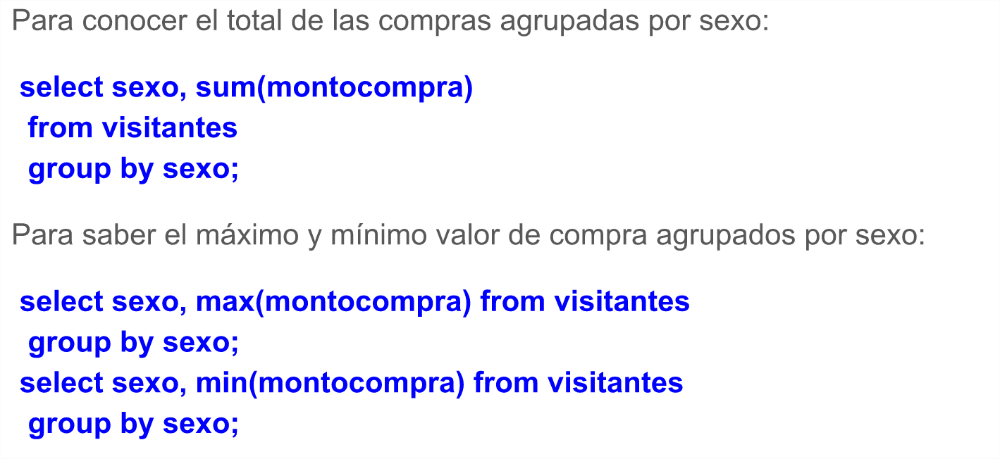 Para conocer el total de las compras agrupadas por sexo:
select sexo, sum(montocompra)
from visitantes
group by sexo;
Para saber el máximo y mínimo valor de compra agrupados por sexo:
select sexo, max(montocompra) from visitantes
group by sexo;
select sexo, min(montocompra) from visitantes
group by sexo;